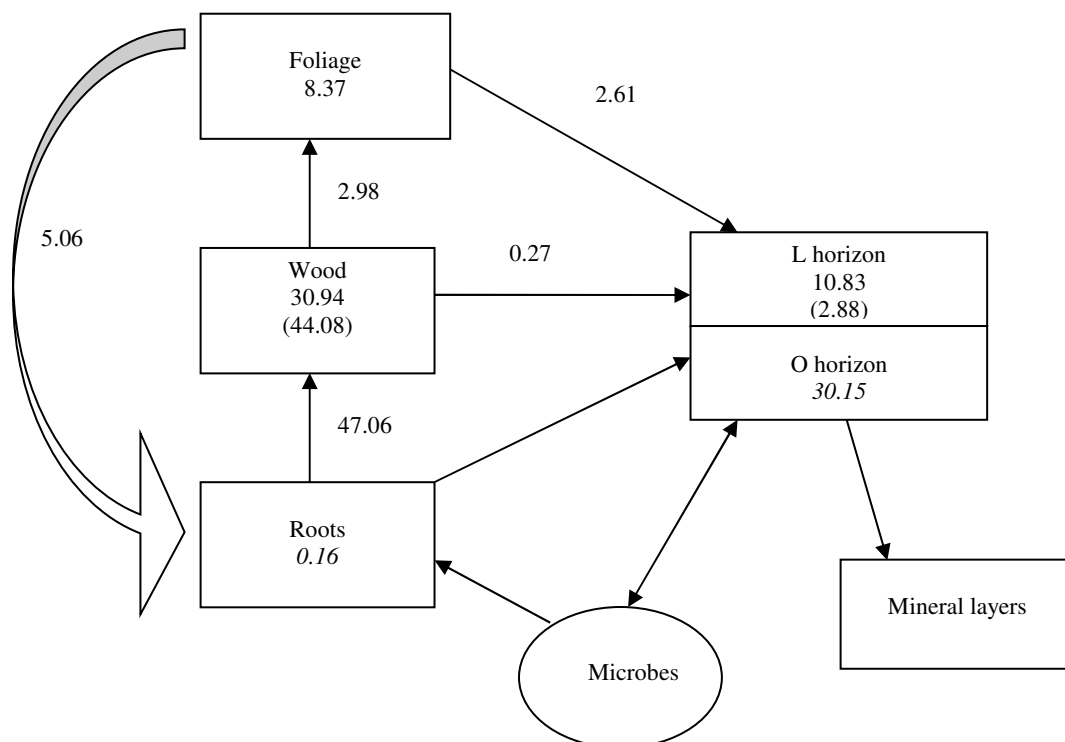 Foliage
8.37
2.61
2.98
5.06
0.27
Wood
30.94
(44.08)
L horizon
10.83
(2.88)
O horizon
30.15
47.06
Roots
0.16
Mineral layers
Microbes